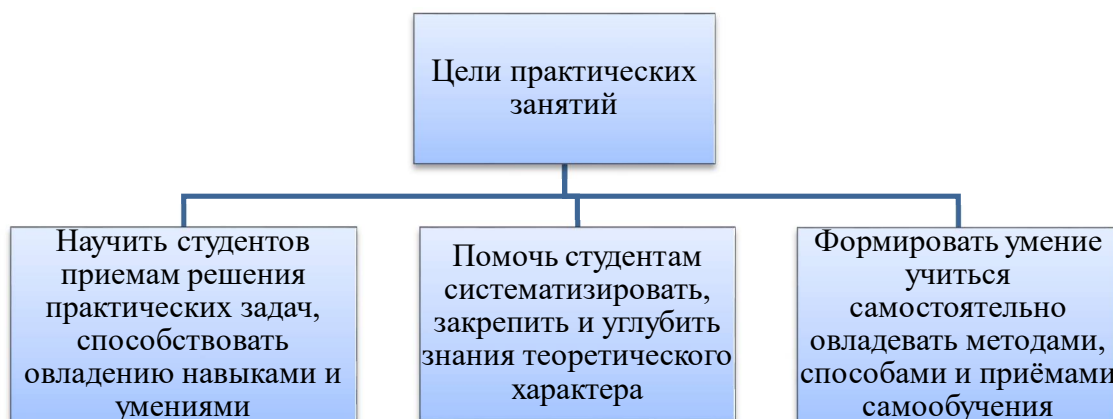 Цели практических
занятий
Научить студентов
приемам решения
практических задач,
способствовать
овладению навыками и
умениями
Помочь студентам
систематизировать,
закрепить и углубить
знания теоретического
характера
Формировать умение
учиться
самостоятельно
овладевать методами,
способами и приёмами
самообучения